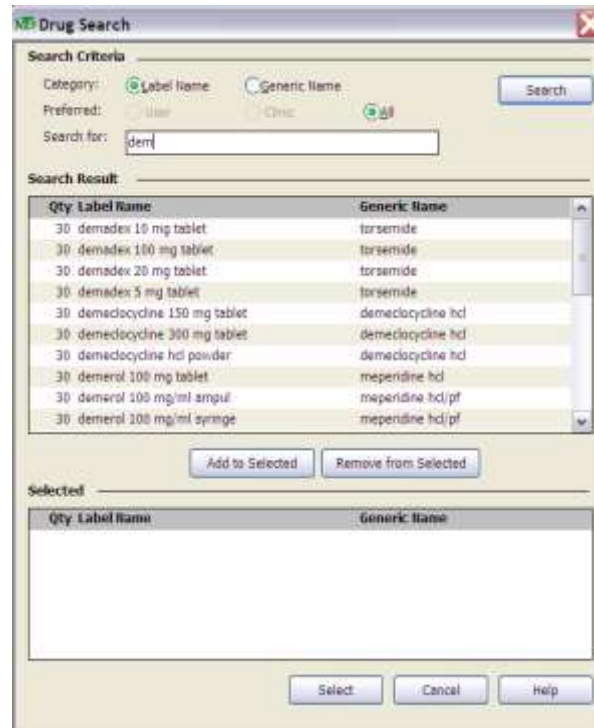 Drug Search
Search Criteria
Category: Label Name Generic Name Search
Preferred: User Clinic All
Search for: dem
Search Result
Qty Label Name Generic Name
30 demadex 10 mg tablet torsemide
30 demadex 100 mg tablet torsemide
30 demadex 20 mg tablet torsemide
30 demadex 5 mg tablet torsemide
30 demeclocycline 150 mg tablet demeclocycline hcl
30 demeclocycline 300 mg tablet demeclocycline hcl
30 demeclocycline hcl powder demeclocycline hcl
30 demerol 100 mg tablet meperidine hcl
30 demerol 100 mg/ml ampul meperidine hcl/pf
30 demerol 100 mg/ml syringe meperidine hcl/pf
Add to Selected Remove from Selected
Selected
Qty Label Name Generic Name
Select Cancel Help